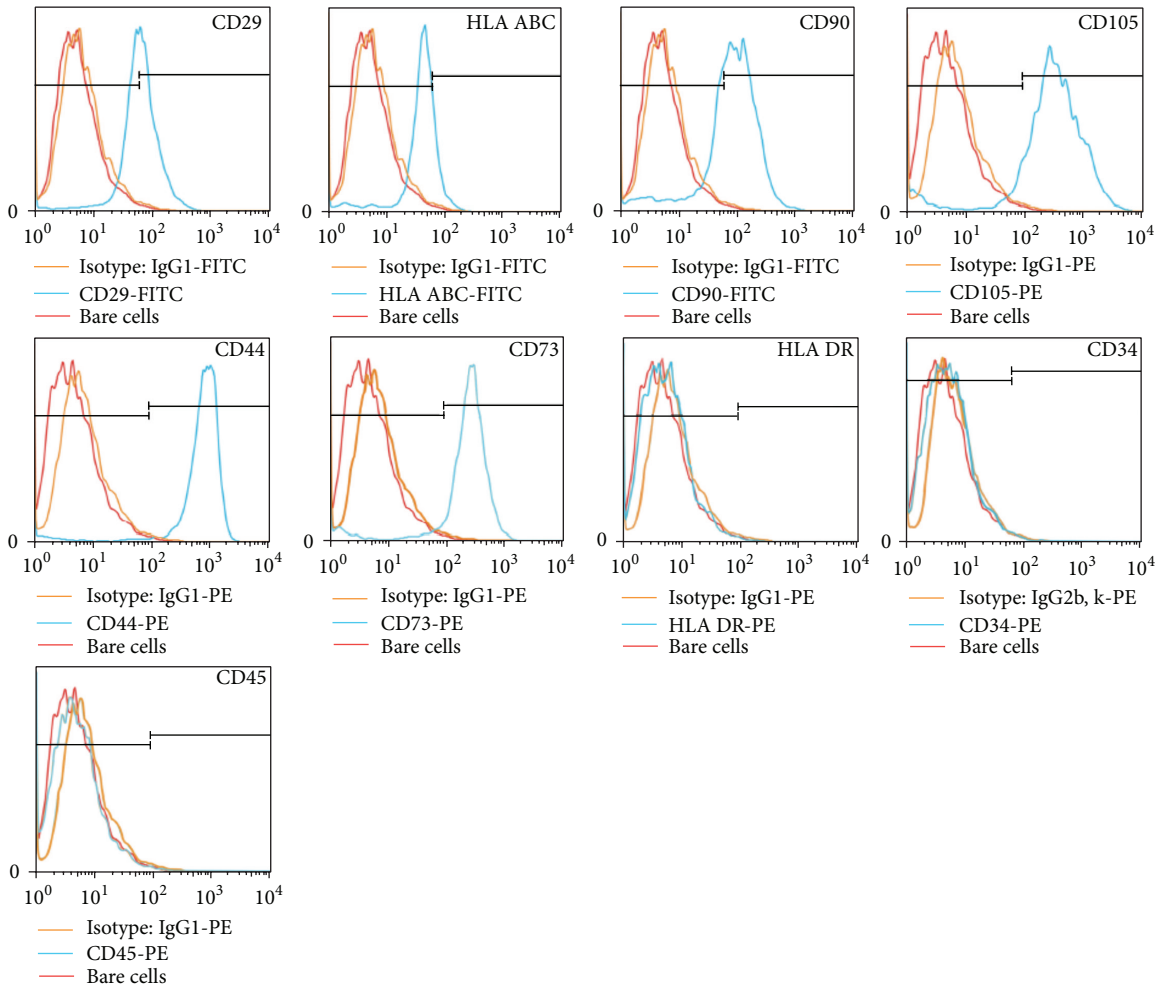 CD29
0
10^0 10^1 10^2 10^3 10^4
Isotype: IgG1-FITC
CD29-FITC
Bare cells
HLA ABC
0
10^0 10^1 10^2 10^3 10^4
Isotype: IgG1-FITC
HLA ABC-FITC
Bare cells
CD90
0
10^0 10^1 10^2 10^3 10^4
Isotype: IgG1-FITC
CD90-FITC
Bare cells
CD105
0
10^0 10^1 10^2 10^3 10^4
Isotype: IgG1-PE
CD105-PE
Bare cells
CD44
0
10^0 10^1 10^2 10^3 10^4
Isotype: IgG1-PE
CD44-PE
Bare cells
CD73
0
10^0 10^1 10^2 10^3 10^4
Isotype: IgG1-PE
CD73-PE
Bare cells
HLA DR
0
10^0 10^1 10^2 10^3 10^4
Isotype: IgG1-PE
HLA DR-PE
Bare cells
CD34
0
10^0 10^1 10^2 10^3 10^4
Isotype: IgG2b, k-PE
CD34-PE
Bare cells
CD45
0
10^0 10^1 10^2 10^3 10^4
Isotype: IgG1-PE
CD45-PE
Bare cells